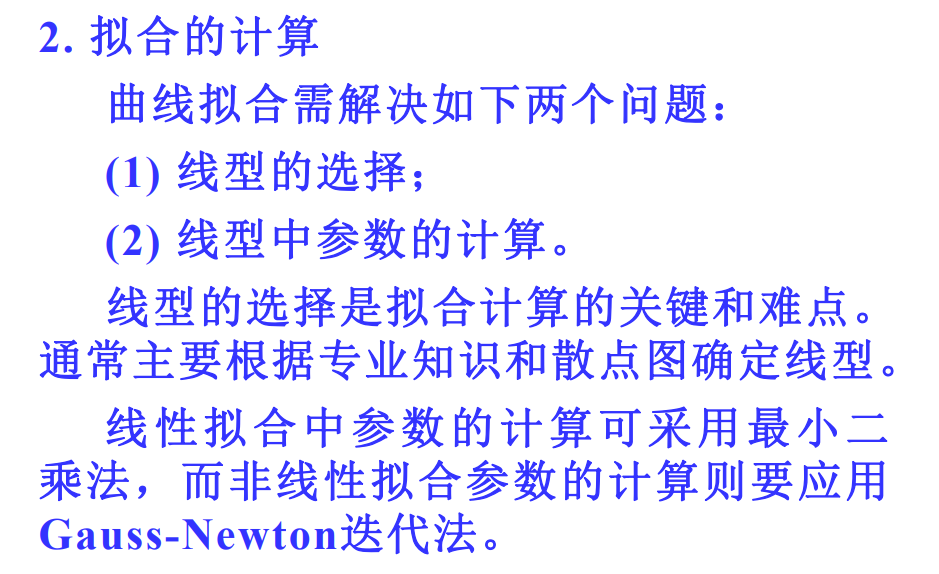 2. 拟合的计算
曲线拟合需解决如下两个问题：
(1) 线型的选择；
(2) 线型中参数的计算。
线型的选择是拟合计算的关键和难点。
通常主要根据专业知识和散点图确定线型。
线性拟合中参数的计算可采用最小二
乘法，而非线性拟合参数的计算则要应用
Gauss-Newton迭代法。